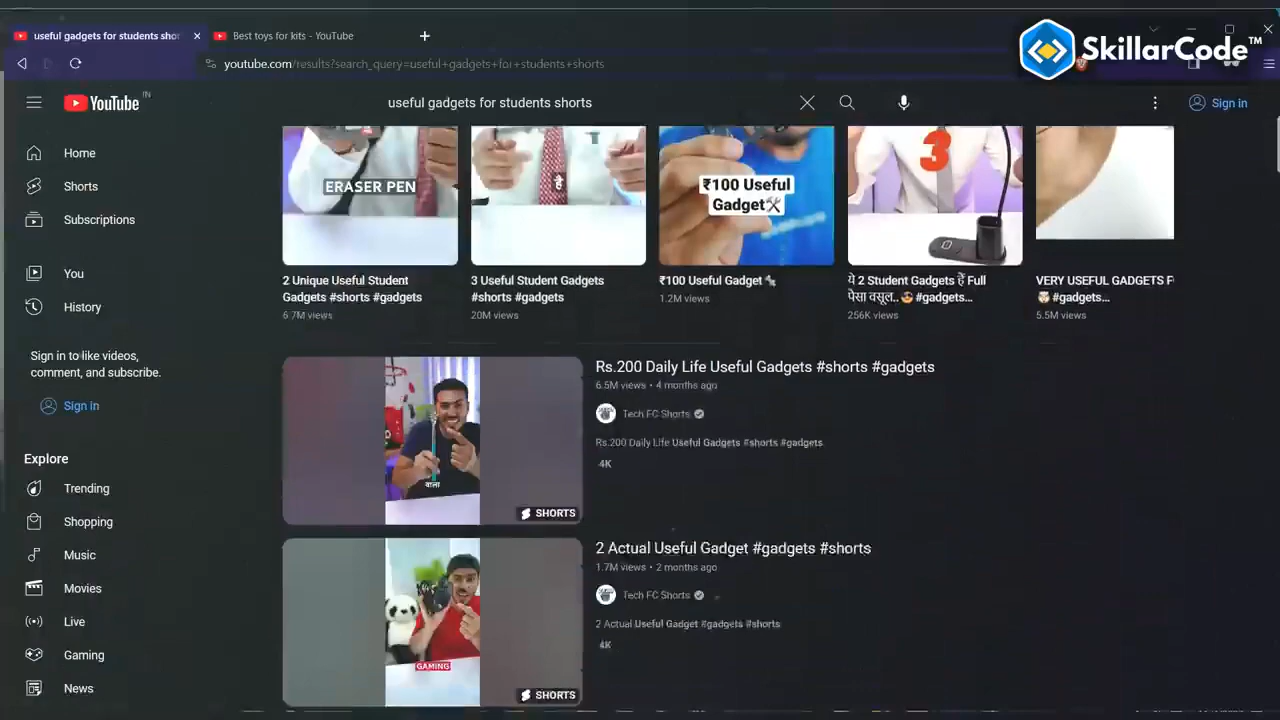 useful gadgets for students shor
Best toys for kits - YouTube
SkillarCode™
youtube.com/results?search_query=useful+gadgets+for+students+shorts
YouTube IN
useful gadgets for students shorts
Sign in
Home
Shorts
Subscriptions
You
History
Sign in to like videos,
comment, and subscribe.
Sign in
Explore
Trending
Shopping
Music
Movies
Live
Gaming
News
ERASER PEN
2 Unique Useful Student
Gadgets #shorts #gadgets
6.7M views
3 Useful Student Gadgets
#shorts #gadgets
20M views
₹100 Useful
Gadget🛠
₹100 Useful Gadget🔩
1.2M views
3
ये 2 Student Gadgets हैं Full
पैसा वसूल..😎 #gadgets...
256K views
VERY USEFUL GADGETS F
🤯 #gadgets...
5.5M views
वाला
SHORTS
Rs.200 Daily Life Useful Gadgets #shorts #gadgets
6.5M views • 4 months ago
Tech FC Shorts
Rs.200 Daily Life Useful Gadgets #shorts #gadgets
4K
GAMING
SHORTS
2 Actual Useful Gadget #gadgets #shorts
1.7M views • 2 months ago
Tech FC Shorts
2 Actual Useful Gadget #gadgets #shorts
4K